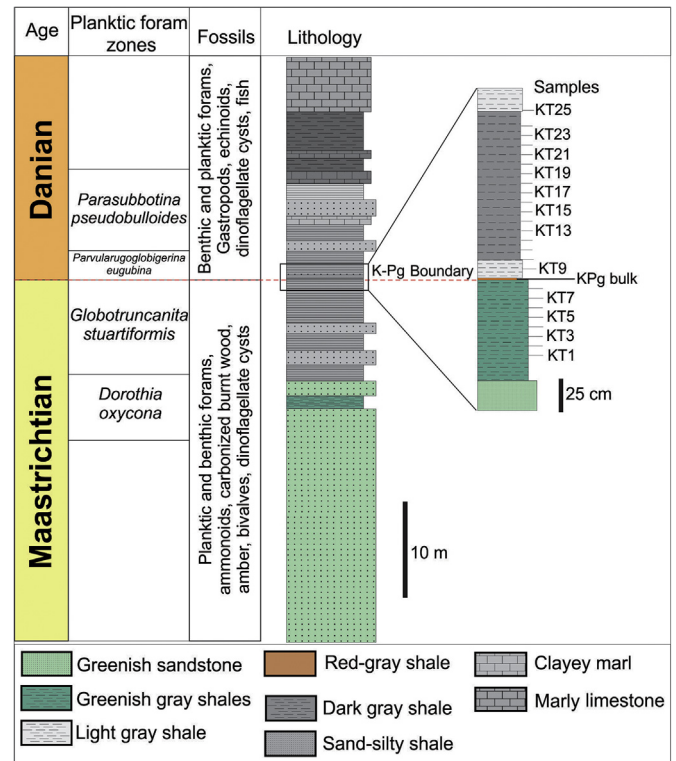 Age
Planktic foram
zones
Fossils
Lithology
Danian
Maastrichtian
Parasubbotina
pseudobulloides
Parvularugoglobigerina
eugubina
Globotruncanita
stuartiformis
Dorothia
oxycona
Benthic and planktic forams,
Gastropods, echinoids,
dinoflagellate cysts, fish
Planktic and benthic forams,
ammonoids, carbonized burnt wood,
amber, bivalves, dinoflagellate cysts
K-Pg Boundary
10 m
Samples
KT25
KT23
KT21
KT19
KT17
KT15
KT13
KT9
KPg bulk
KT7
KT5
KT3
KT1
25 cm
Greenish sandstone
Greenish gray shales
Light gray shale
Red-gray shale
Dark gray shale
Sand-silty shale
Clayey marl
Marly limestone